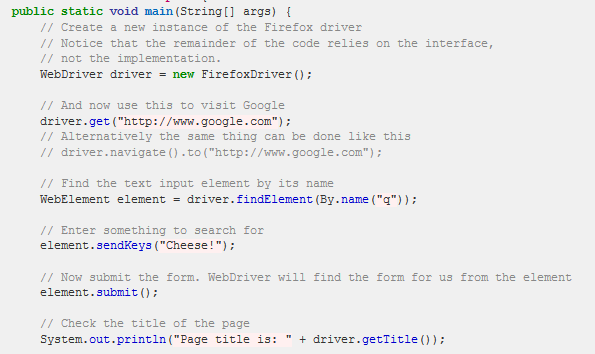 public static void main(String[] args) {
// Create a new instance of the Firefox driver
// Notice that the remainder of the code relies on the interface,
// not the implementation.
WebDriver driver = new FirefoxDriver();
// And now use this to visit Google
driver.get("http://www.google.com");
// Alternatively the same thing can be done like this
// driver.navigate().to("http://www.google.com");
// Find the text input element by its name
WebElement element = driver.findElement(By.name("q"));
// Enter something to search for
element.sendKeys("Cheese!");
// Now submit the form. WebDriver will find the form for us from the element
element.submit();
// Check the title of the page
System.out.println("Page title is: " + driver.getTitle());